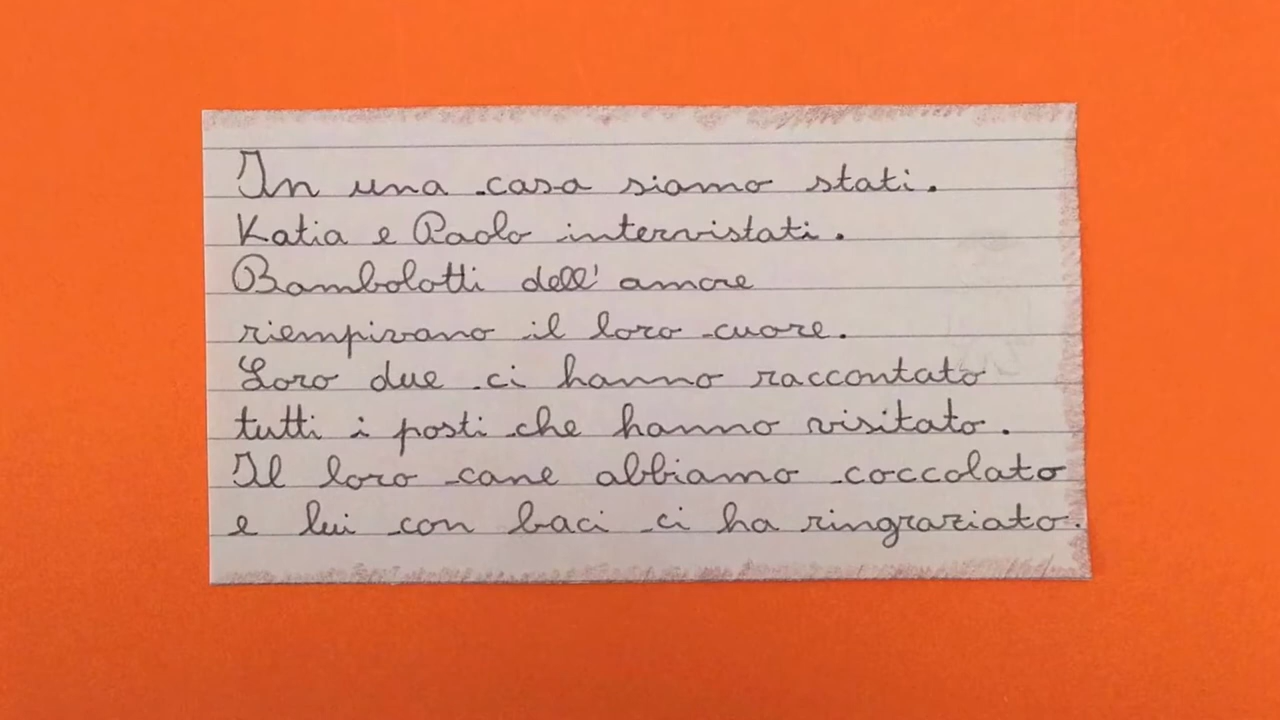 In una casa siamo stati.
Katia e Paolo intervistati.
Bambolotti dell'amore
riempivano il loro cuore.
Loro due ci hanno raccontato
tutti i posti che hanno visitato.
Il loro cane abbiamo coccolato
e lui con baci ci ha ringraziato.